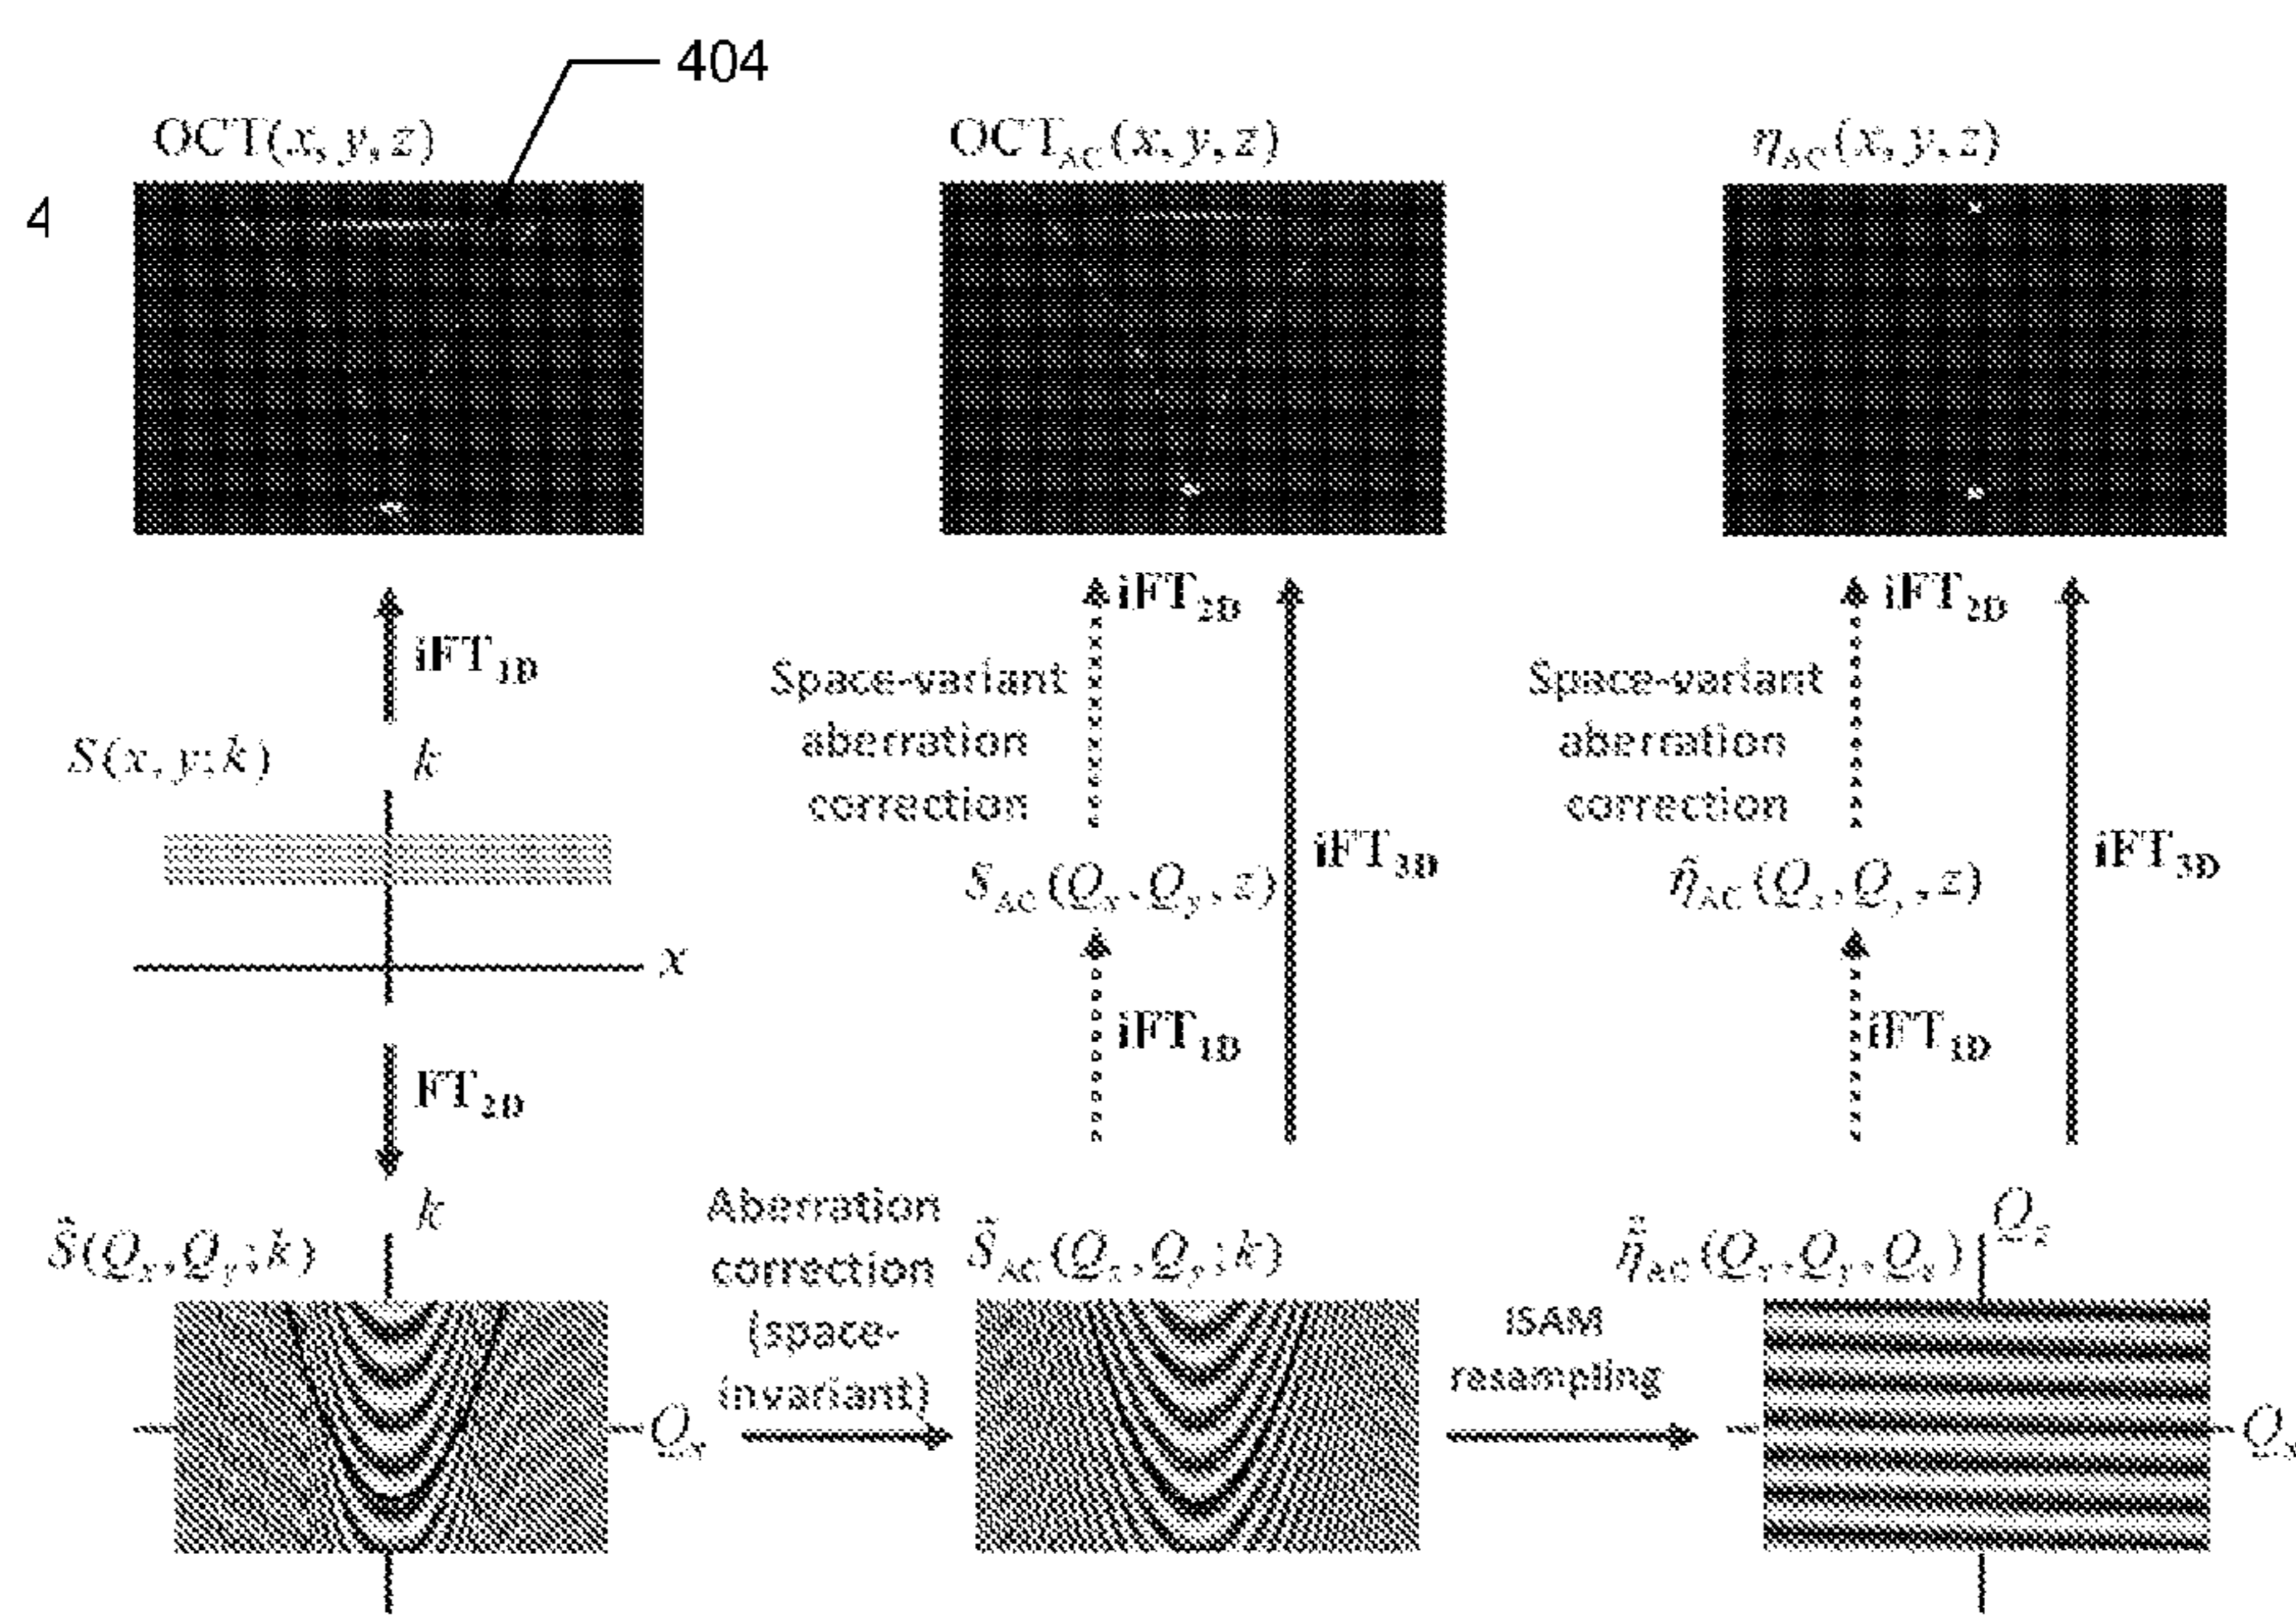 404
OCT(x, y, z)
OCT_AC(x, y, z)
η_AC(x, y, z)
4
iFT_1D
S(x, y; k)
k
x
FT_2D
iFT_2D
Space-variant
aberration
correction
iFT_3D
S_AC(Q_x, Q_y, z)
iFT_1D
iFT_2D
Space-variant
aberration
correction
iFT_3D
η̃_AC(Q_x, Q_y, z)
iFT_1D
k
S̃(Q_x, Q_y; k)
Q_x
Aberration
correction
(space-
invariant)
S̃_AC(Q_x, Q_y; k)
ISAM
resampling
Q_z
η̃_AC(Q_x, Q_y, Q_z)
Q_x